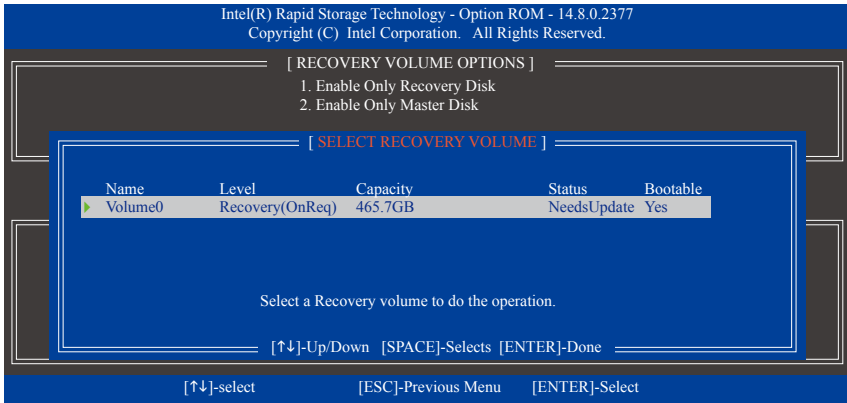 Intel(R) Rapid Storage Technology - Option ROM - 14.8.0.2377
Copyright (C) Intel Corporation. All Rights Reserved.
[ RECOVERY VOLUME OPTIONS ]
1. Enable Only Recovery Disk
2. Enable Only Master Disk
[ SELECT RECOVERY VOLUME ]
Name Level Capacity Status Bootable
Volume0 Recovery(OnReq) 465.7GB NeedsUpdate Yes
Select a Recovery volume to do the operation.
[↑↓]-Up/Down [SPACE]-Selects [ENTER]-Done
[↑↓]-select [ESC]-Previous Menu [ENTER]-Select